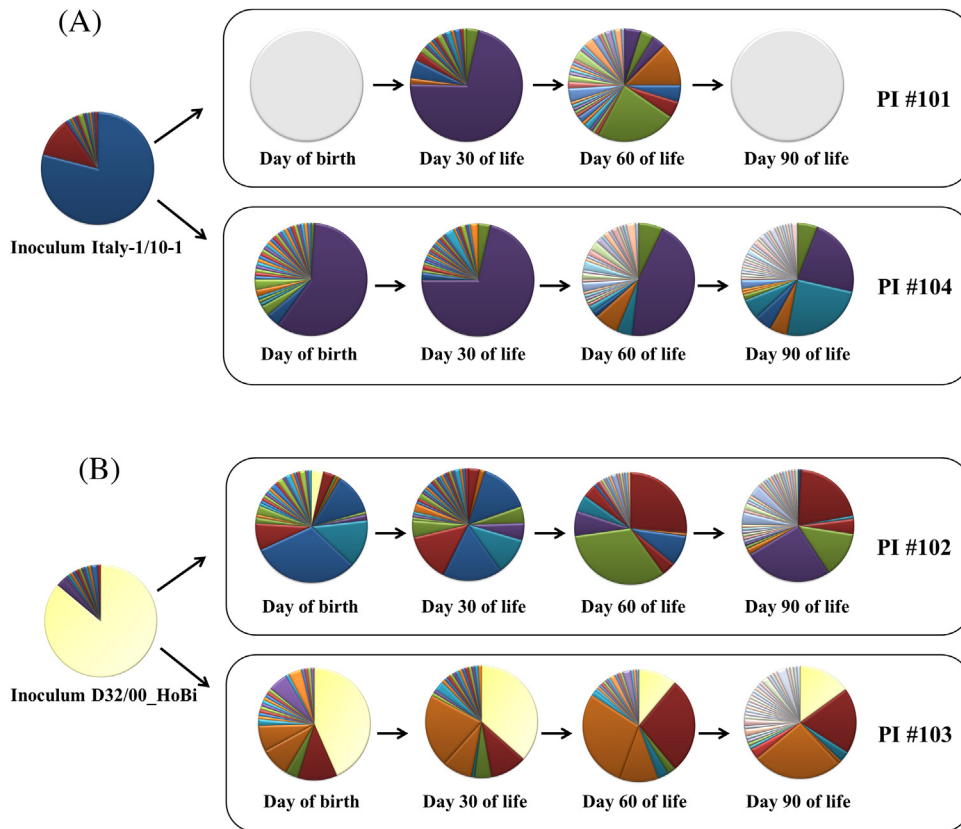 (A)
PI #101
Day of birth
Day 30 of life
Day 60 of life
Day 90 of life
Inoculum Italy-1/10-1
PI #104
Day of birth
Day 30 of life
Day 60 of life
Day 90 of life
(B)
PI #102
Day of birth
Day 30 of life
Day 60 of life
Day 90 of life
Inoculum D32/00_HoBi
PI #103
Day of birth
Day 30 of life
Day 60 of life
Day 90 of life